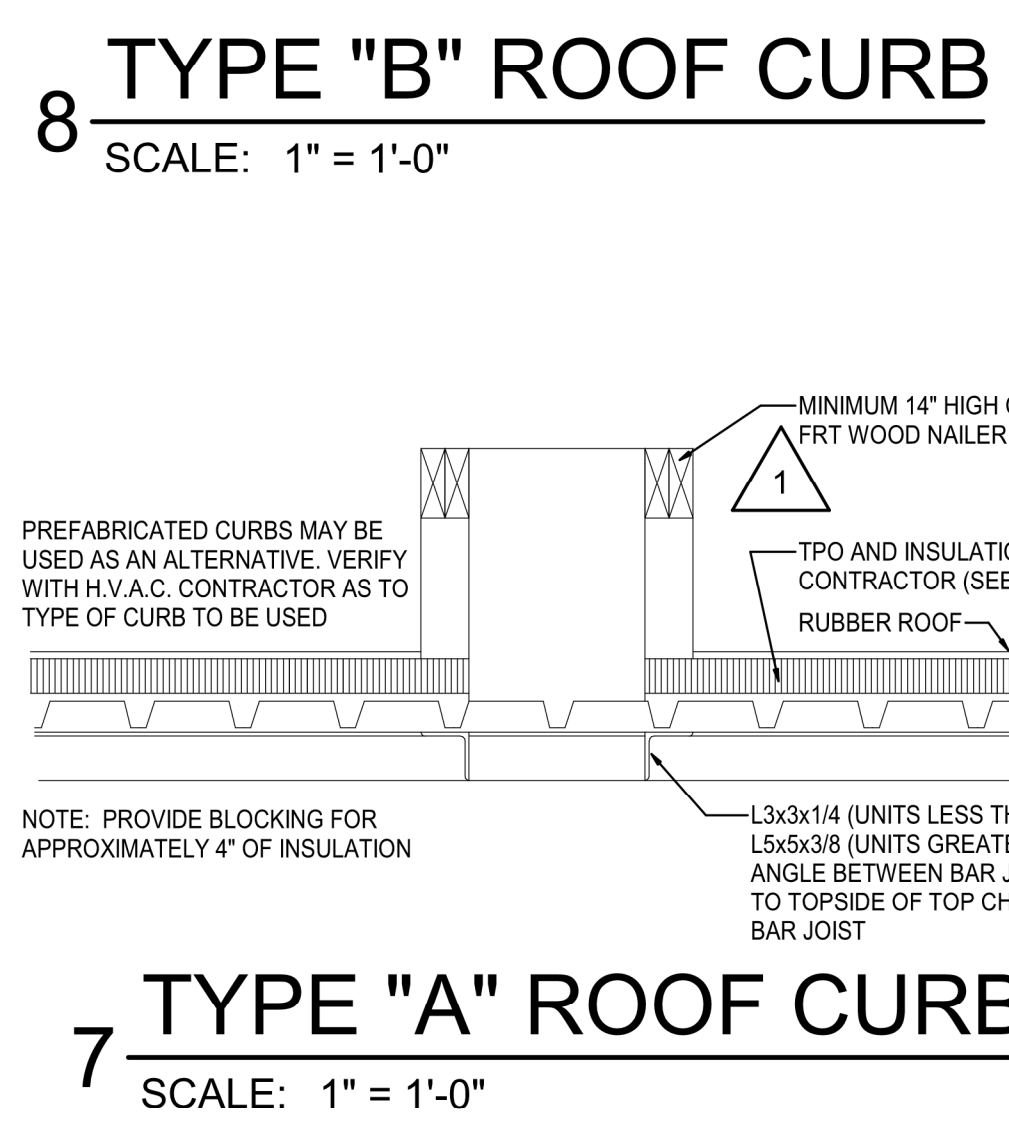 TYPE "B" ROOF CURB
8
SCALE: 1" = 1'-0"
MINIMUM 14" HIGH
FRT WOOD NAILER
1
PREFABRICATED CURBS MAY BE
USED AS AN ALTERNATIVE. VERIFY
WITH H.V.A.C. CONTRACTOR AS TO
TYPE OF CURB TO BE USED
TPO AND
CONTRACTOR (SEE
RUBBER ROOF
NOTE: PROVIDE BLOCKING FOR
APPROXIMATELY 4" OF INSULATION
L3x3x1/4 (UNITS LESS
L5x5x3/8 (UNITS
ANGLE BETWEEN BAR
TO TOPSIDE OF TOP
BAR JOIST
TYPE "A" ROOF CURB
7
SCALE: 1" = 1'-0"